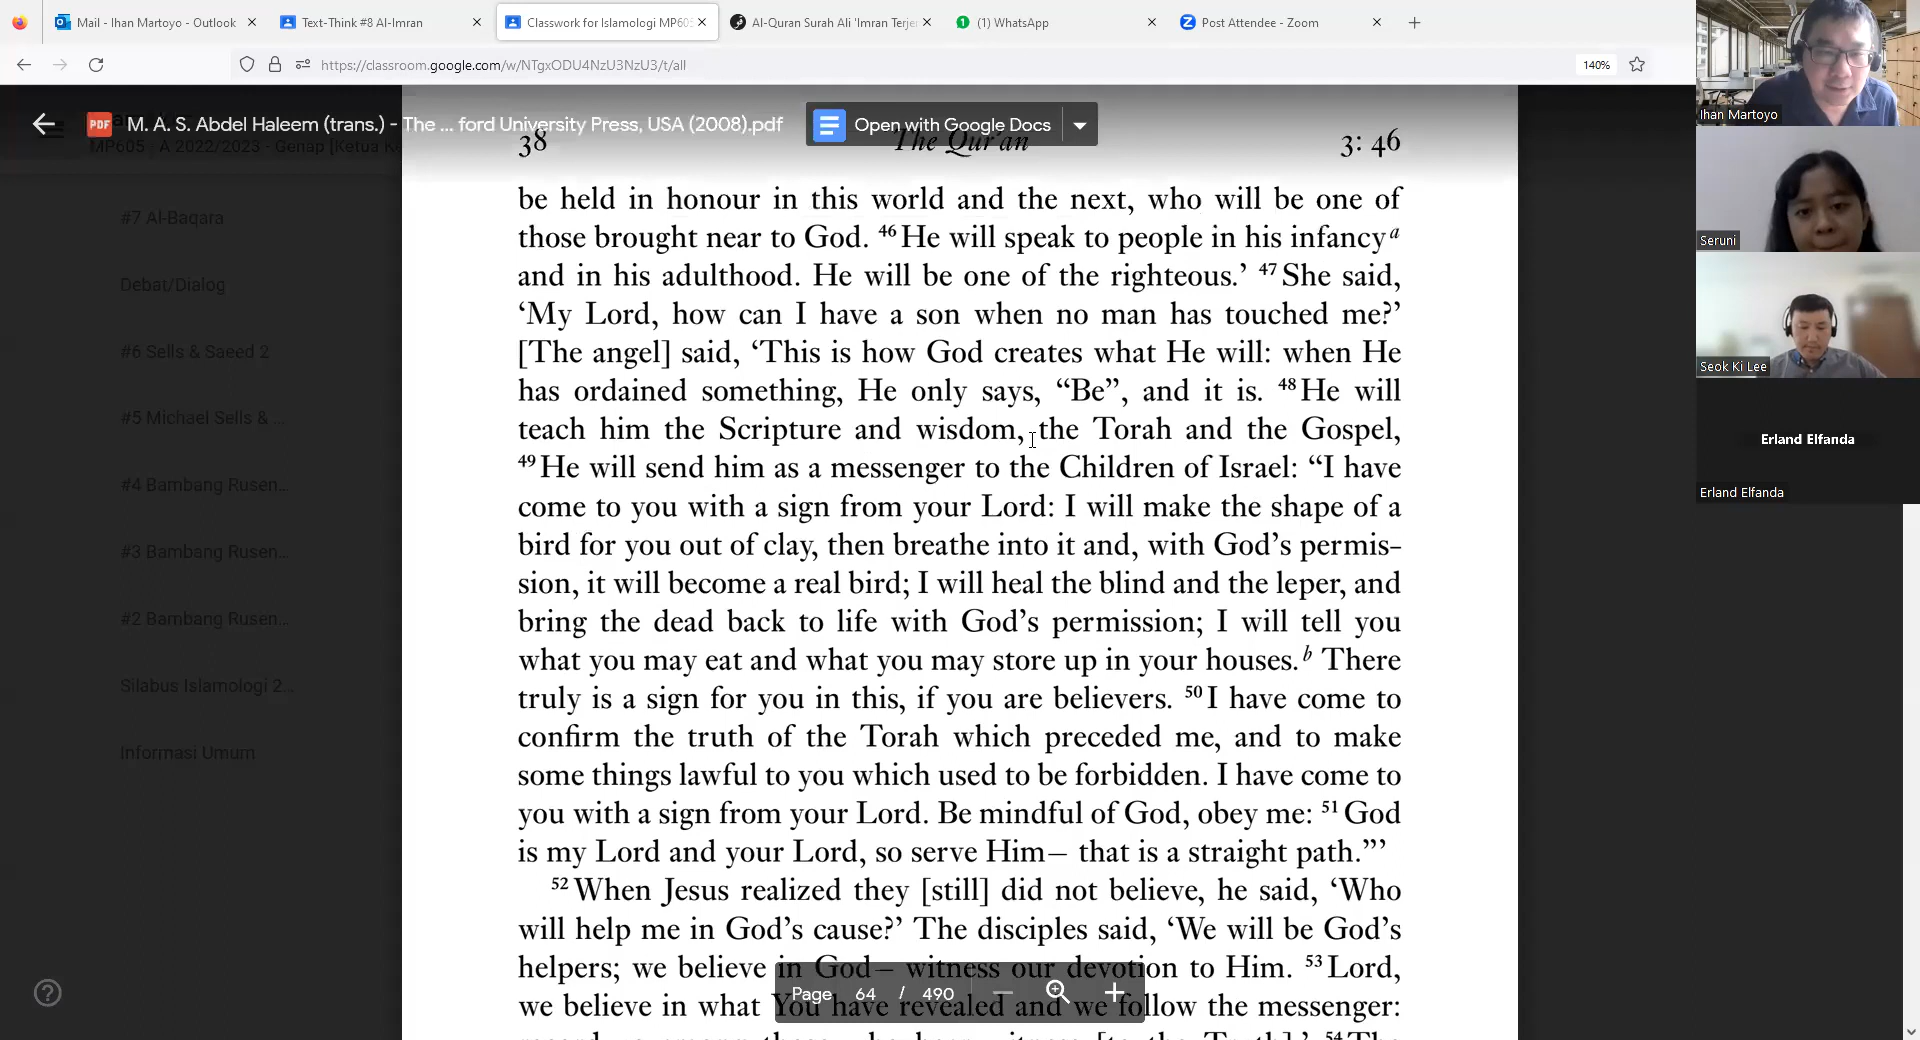 Mail - Ihan Martoyo - Outlook
Text-Think #8 Al-Imran
Classwork for Islamologi MP605
Al-Quran Surah Ali 'Imran Terje
(1) WhatsApp
Post Attendee - Zoom
https://classroom.google.com/w/NTgxODU4NzU3NzU3/t/all
140%
PDF
M. A. S. Abdel Haleem (trans.) - The ... ford University Press, USA (2008).pdf
Open with Google Docs
MP605 - A 2022/2023 - Genap [Ketua K
38
The Qur'an
3: 46
#7 Al-Baqara
Debat/Dialog
#6 Sells & Saeed 2
#5 Michael Sells & ...
#4 Bambang Rusen...
#3 Bambang Rusen...
#2 Bambang Rusen...
Silabus Islamologi 2...
Informasi Umum
be held in honour in this world and the next, who will be one of
those brought near to God. 46 He will speak to people in his infancy a
and in his adulthood. He will be one of the righteous.’ 47 She said,
‘My Lord, how can I have a son when no man has touched me?’
[The angel] said, ‘This is how God creates what He will: when He
has ordained something, He only says, “Be”, and it is. 48 He will
teach him the Scripture and wisdom, the Torah and the Gospel,
49 He will send him as a messenger to the Children of Israel: “I have
come to you with a sign from your Lord: I will make the shape of a
bird for you out of clay, then breathe into it and, with God’s permis-
sion, it will become a real bird; I will heal the blind and the leper, and
bring the dead back to life with God’s permission; I will tell you
what you may eat and what you may store up in your houses. b There
truly is a sign for you in this, if you are believers. 50 I have come to
confirm the truth of the Torah which preceded me, and to make
some things lawful to you which used to be forbidden. I have come to
you with a sign from your Lord. Be mindful of God, obey me: 51 God
is my Lord and your Lord, so serve Him— that is a straight path.”’
52 When Jesus realized they [still] did not believe, he said, ‘Who
will help me in God’s cause?’ The disciples said, ‘We will be God’s
helpers; we believe in God— witness our devotion to Him. 53 Lord,
we believe in what You have revealed and we follow the messenger:
Page 64 / 490
Ihan Martoyo
Seruni
Seok Ki Lee
Erland Elfanda
Erland Elfanda